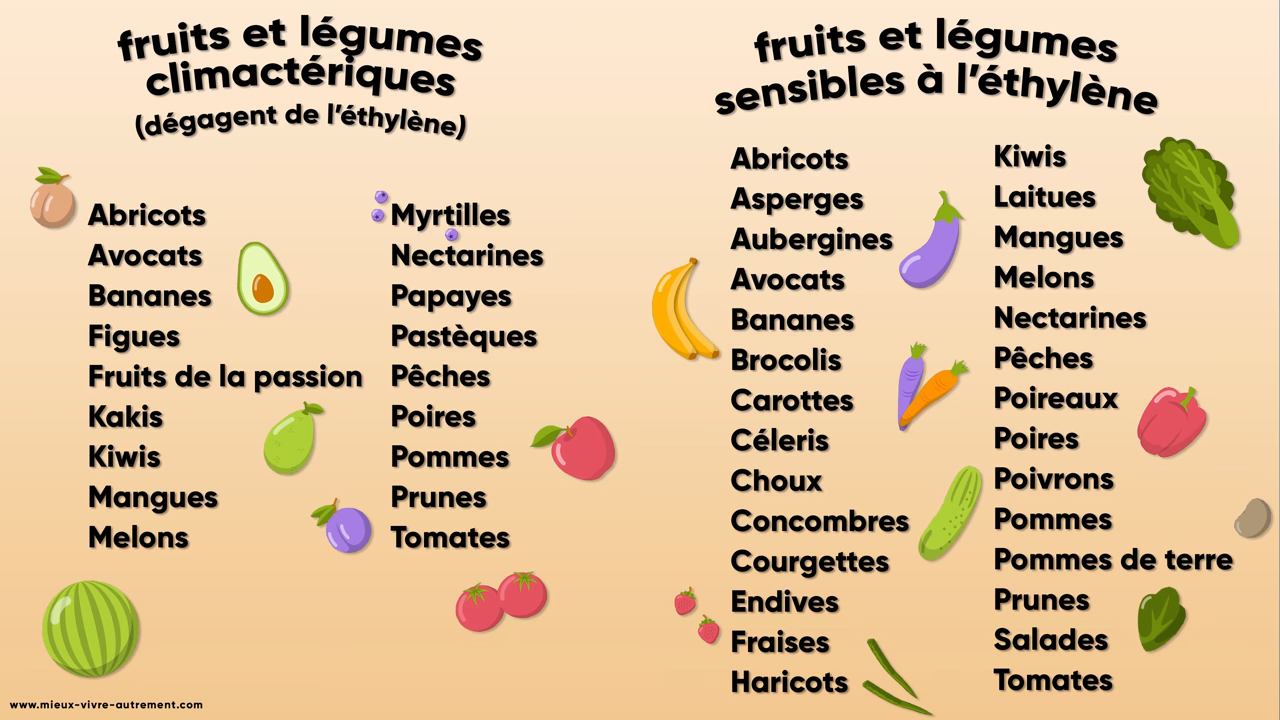 fruits et légumes
climactériques
(dégagent de l'éthylène)
Abricots
Avocats
Bananes
Figues
Fruits de la passion
Kakis
Kiwis
Mangues
Melons
Myrtilles
Nectarines
Papayes
Pastèques
Pêches
Poires
Pommes
Prunes
Tomates
www.mieux-vivre-autrement.com
fruits et légumes
sensibles à l'éthylène
Abricots
Asperges
Aubergines
Avocats
Bananes
Brocolis
Carottes
Céleris
Choux
Concombres
Courgettes
Endives
Fraises
Haricots
Kiwis
Laitues
Mangues
Melons
Nectarines
Pêches
Poireaux
Poires
Poivrons
Pommes
Pommes de terre
Prunes
Salades
Tomates